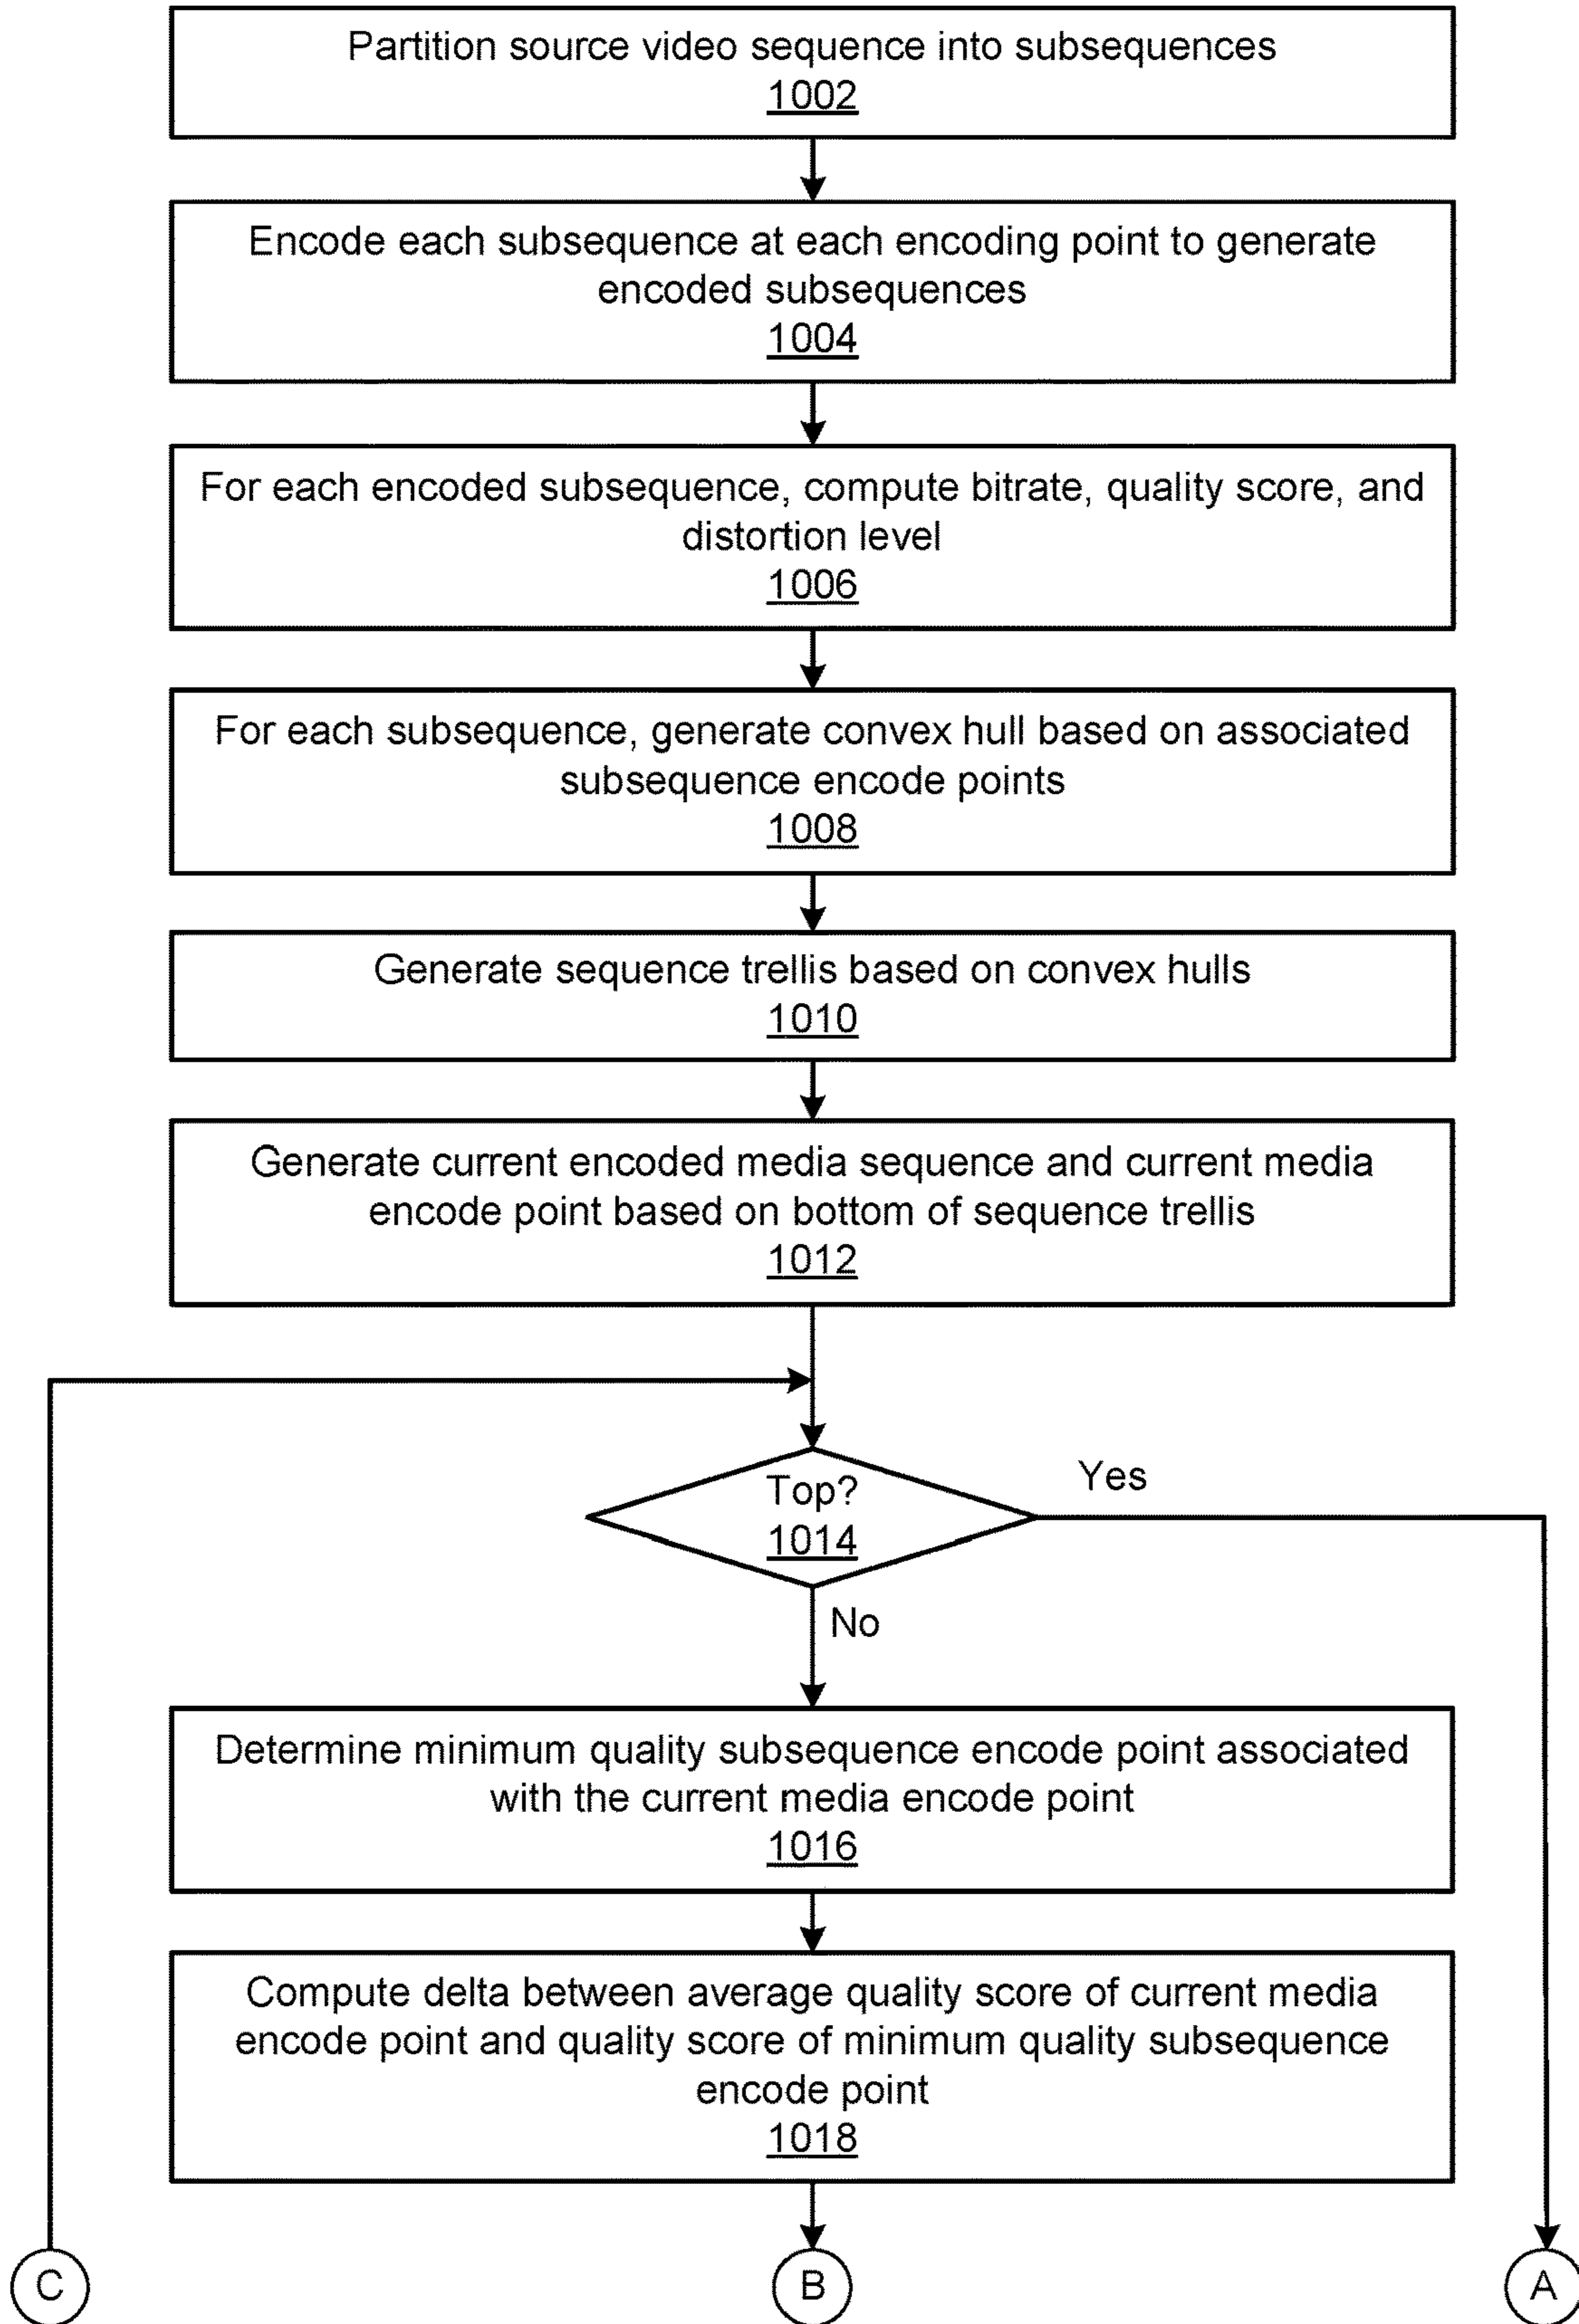 Partition source video sequence into subsequences
1002
Encode each subsequence at each encoding point to generate
encoded subsequences
1004
For each encoded subsequence, compute bitrate, quality score, and
distortion level
1006
For each subsequence, generate convex hull based on associated
subsequence encode points
1008
Generate sequence trellis based on convex hulls
1010
Generate current encoded media sequence and current media
encode point based on bottom of sequence trellis
1012
Top?
1014
Yes
No
Determine minimum quality subsequence encode point associated
with the current media encode point
1016
Compute delta between average quality score of current media
encode point and quality score of minimum quality subsequence
encode point
1018
C
B
A